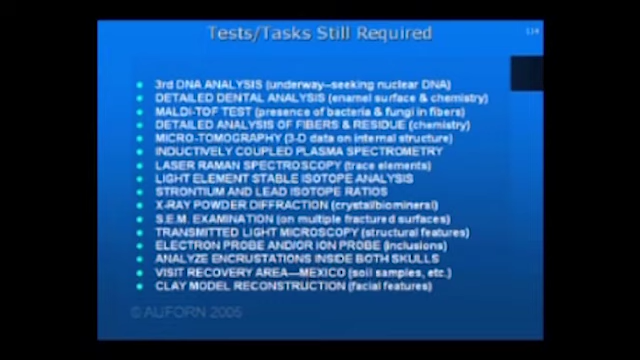 Tests/Tasks Still Required
114
3rd DNA ANALYSIS (underway--seeking nuclear DNA)
DETAILED DENTAL ANALYSIS (enamel surface & chemistry)
MALDI-TOF TEST (presence of bacteria & fungi in fibers)
DETAILED ANALYSIS OF FIBERS & RESIDUE (chemistry)
MICRO-TOMOGRAPHY (3-D data on internal structure)
INDUCTIVELY COUPLED PLASMA SPECTROMETRY
LASER RAMAN SPECTROSCOPY (trace elements)
LIGHT ELEMENT STABLE ISOTOPE ANALYSIS
STRONTIUM AND LEAD ISOTOPE RATIOS
X-RAY POWDER DIFFRACTION (crystal/biomineral)
S.E.M. EXAMINATION (on multiple fractured surfaces)
TRANSMITTED LIGHT MICROSCOPY (structural features)
ELECTRON PROBE AND/OR ION PROBE (inclusions)
ANALYZE ENCRUSTATIONS INSIDE BOTH SKULLS
VISIT RECOVERY AREA—MEXICO (soil samples, etc.)
CLAY MODEL RECONSTRUCTION (facial features)
© AUFORN 2005